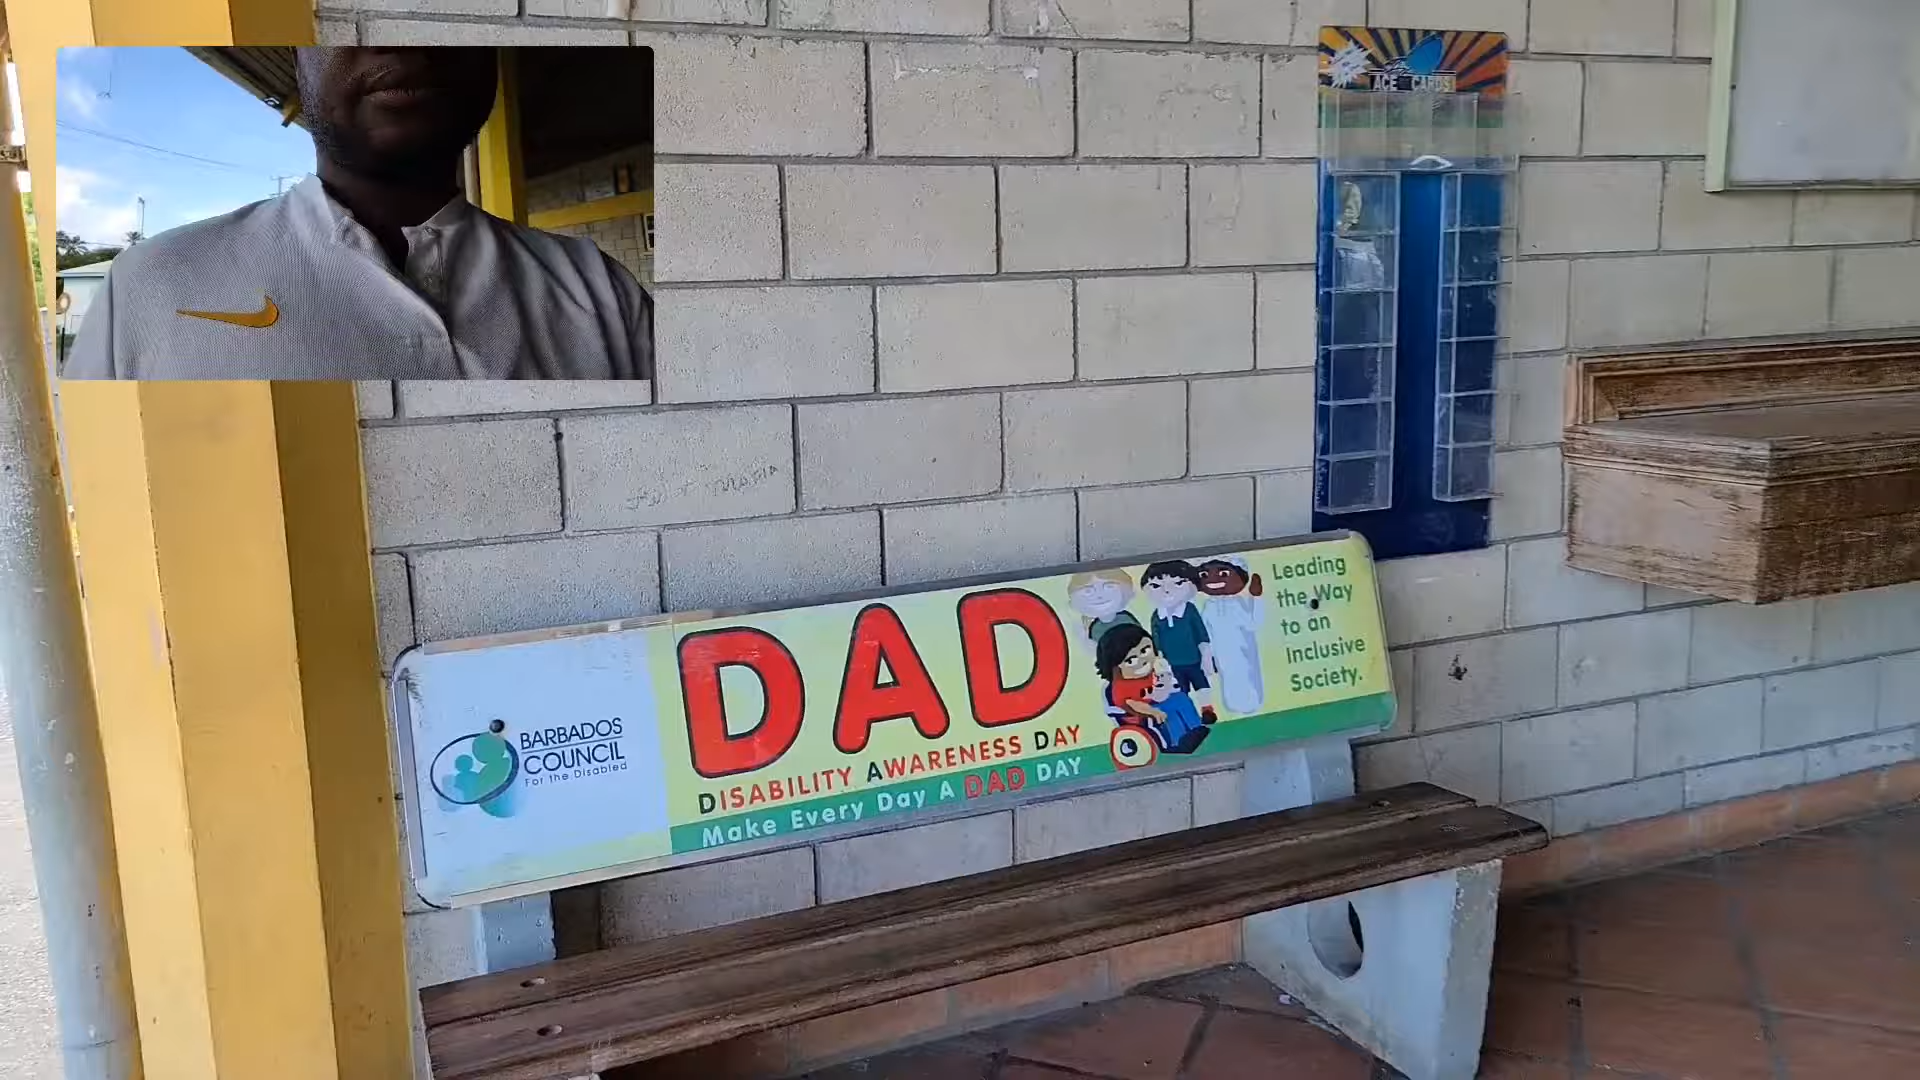 ACE CARDS
BARBADOS
COUNCIL
For the Disabled
DAD
DISABILITY AWARENESS DAY
Make Every Day A DAD DAY
Leading
the Way
to an
Inclusive
Society.